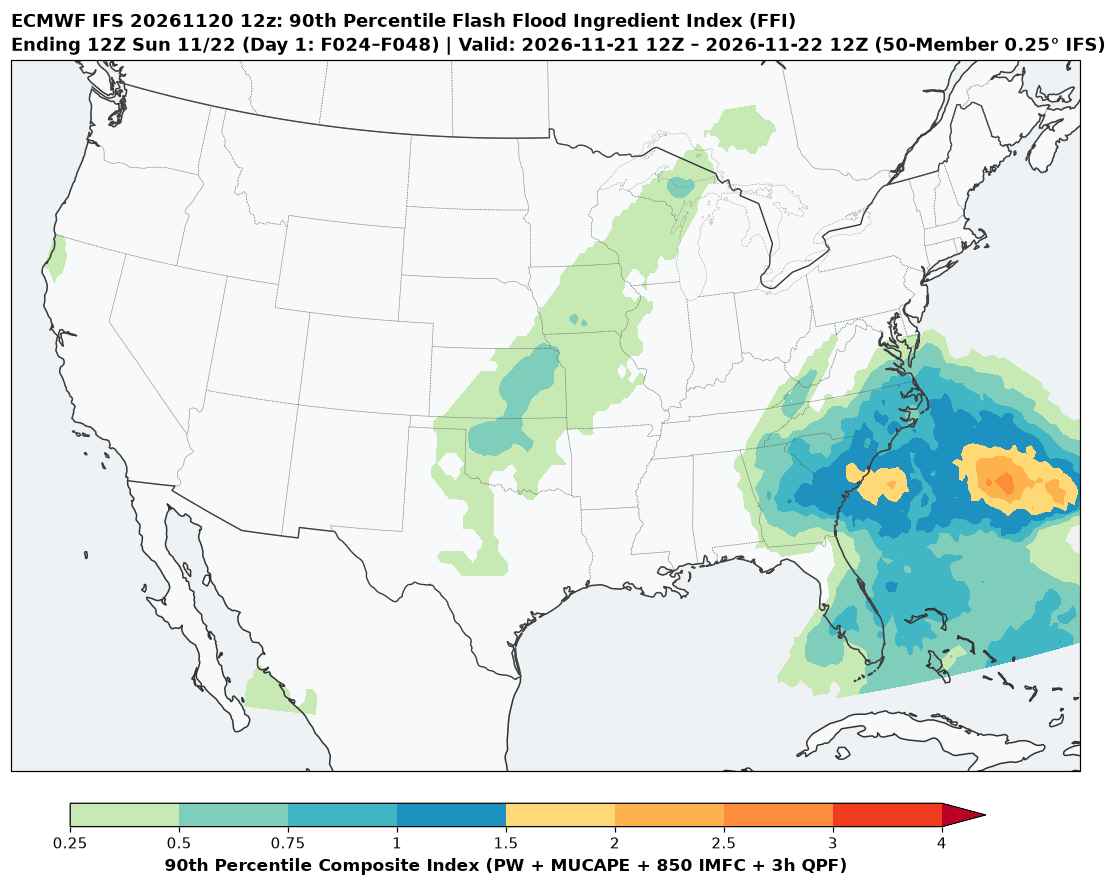 ECMWF IFS 20261120 12z: 90th Percentile Flash Flood Ingredient Index (FFI)
Ending 12Z Sun 11/22 (Day 1: F024–F048) | Valid: 2026-11-21 12Z – 2026-11-22 12Z (50-Member 0.25° IFS)
0.25 0.5 0.75 1 1.5 2 2.5 3 4
90th Percentile Composite Index (PW + MUCAPE + 850 IMFC + 3h QPF)